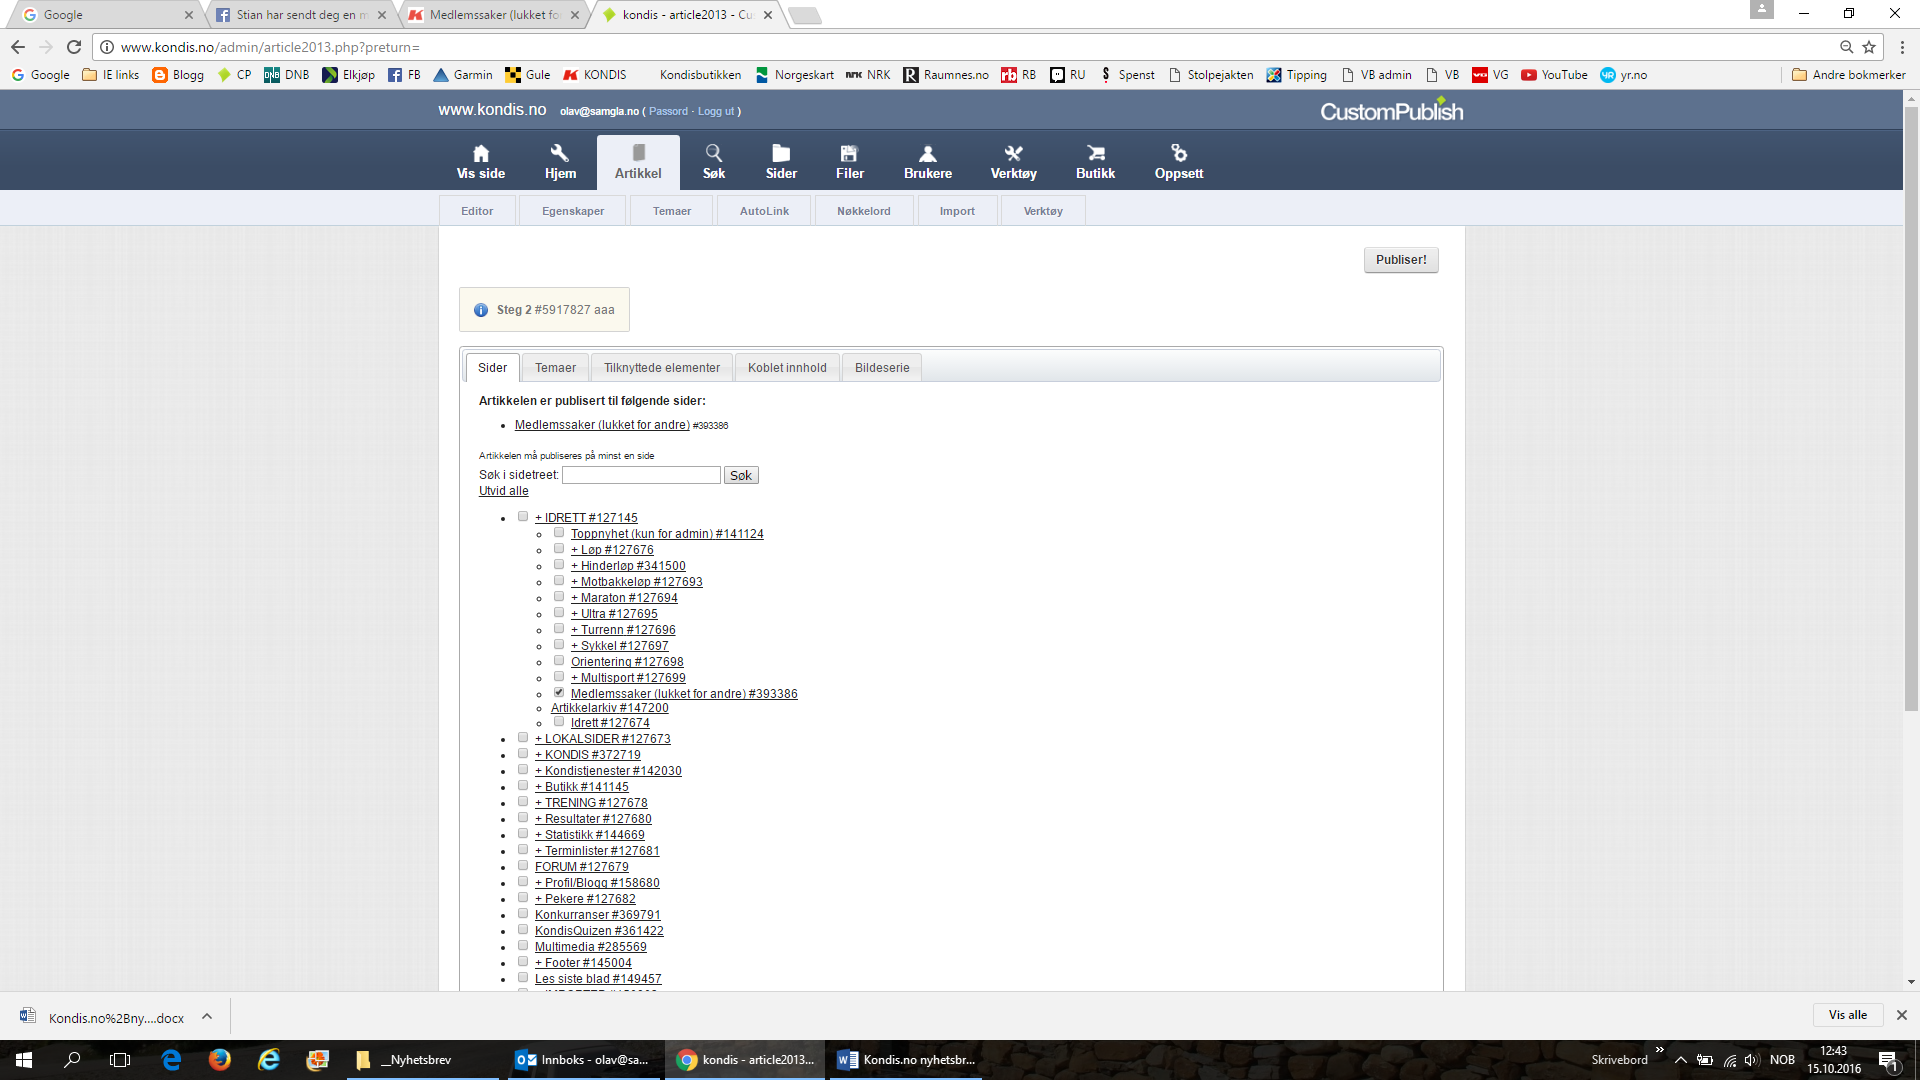 Google
Stian har sendt deg en m
Medlemssaker (lukket fo
kondis - article2013 - Cu
www.kondis.no/admin/article2013.php?preturn=
Google IE links Blogg CP DNB Elkjøp FB Garmin Gule KONDIS Kondisbutikken Norgeskart NRK Raumnes.no RB RU Spenst Stolpejakten Tipping VB admin VB VG YouTube yr.no Andre bokmerker
www.kondis.no olav@samgla.no ( Passord - Logg ut )
CustomPublish
Vis side Hjem Artikkel Søk Sider Filer Brukere Verktøy Butikk Oppsett
Editor Egenskaper Temaer AutoLink Nøkkelord Import Verktøy
Publiser!
Steg 2 #5917827 aaa
Sider Temaer Tilknyttede elementer Koblet innhold Bildeserie
Artikkelen er publisert til følgende sider:
Medlemssaker (lukket for andre) #393386
Artikkelen må publiseres på minst en side
Søk i sidetreet: Søk
Utvid alle
+ IDRETT #127145
Toppnyhet (kun for admin) #141124
+ Løp #127676
+ Hinderløp #341500
+ Motbakkeløp #127693
+ Maraton #127694
+ Ultra #127695
+ Turrenn #127696
+ Sykkel #127697
Orientering #127698
+ Multisport #127699
Medlemssaker (lukket for andre) #393386
Artikkelarkiv #147200
Idrett #127674
+ LOKALSIDER #127673
+ KONDIS #372719
+ Kondistjenester #142030
+ Butikk #141145
+ TRENING #127678
+ Resultater #127680
+ Statistikk #144669
+ Terminlister #127681
FORUM #127679
+ Profil/Blogg #158680
+ Pekere #127682
Konkurranser #369791
KondisQuizen #361422
Multimedia #285569
+ Footer #145004
Les siste blad #149457
Kondis.no%2Bny....docx
Vis alle
__Nyhetsbrev
Innboks - olav@sa...
kondis - article2013...
Kondis.no nyhetsbr...
Skrivebord
NOB
12:43
15.10.2016
1